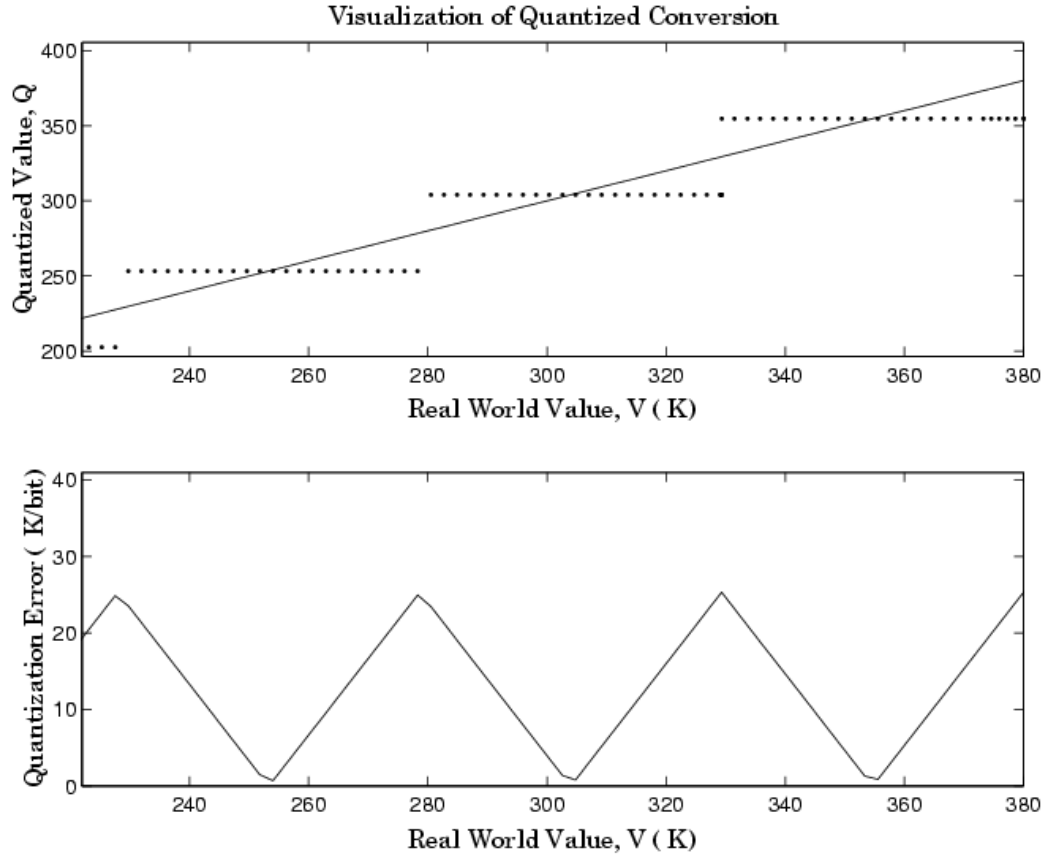 Visualization of Quantized Conversion
Quantized Value, Q
400
350
300
250
200
240 260 280 300 320 340 360 380
Real World Value, V ( K)
Quantization Error ( K/bit)
40
30
20
10
0
240 260 280 300 320 340 360 380
Real World Value, V ( K)